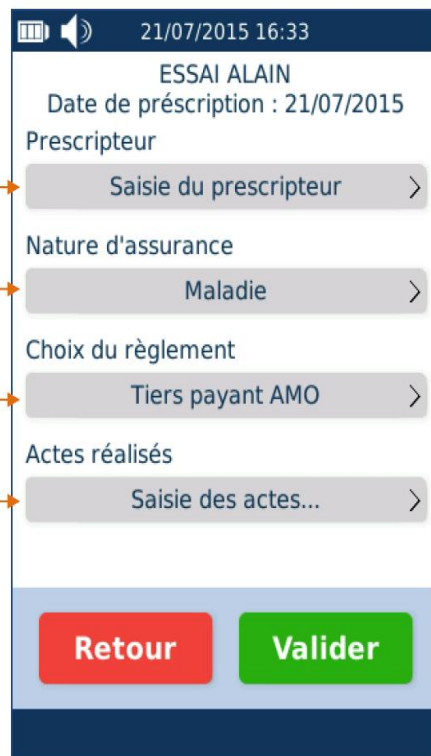 21/07/2015 16:33
ESSAI ALAIN
Date de préscription : 21/07/2015
Prescripteur
Saisie du prescripteur
Nature d'assurance
Maladie
Choix du règlement
Tiers payant AMO
Actes réalisés
Saisie des actes...
Retour Valider